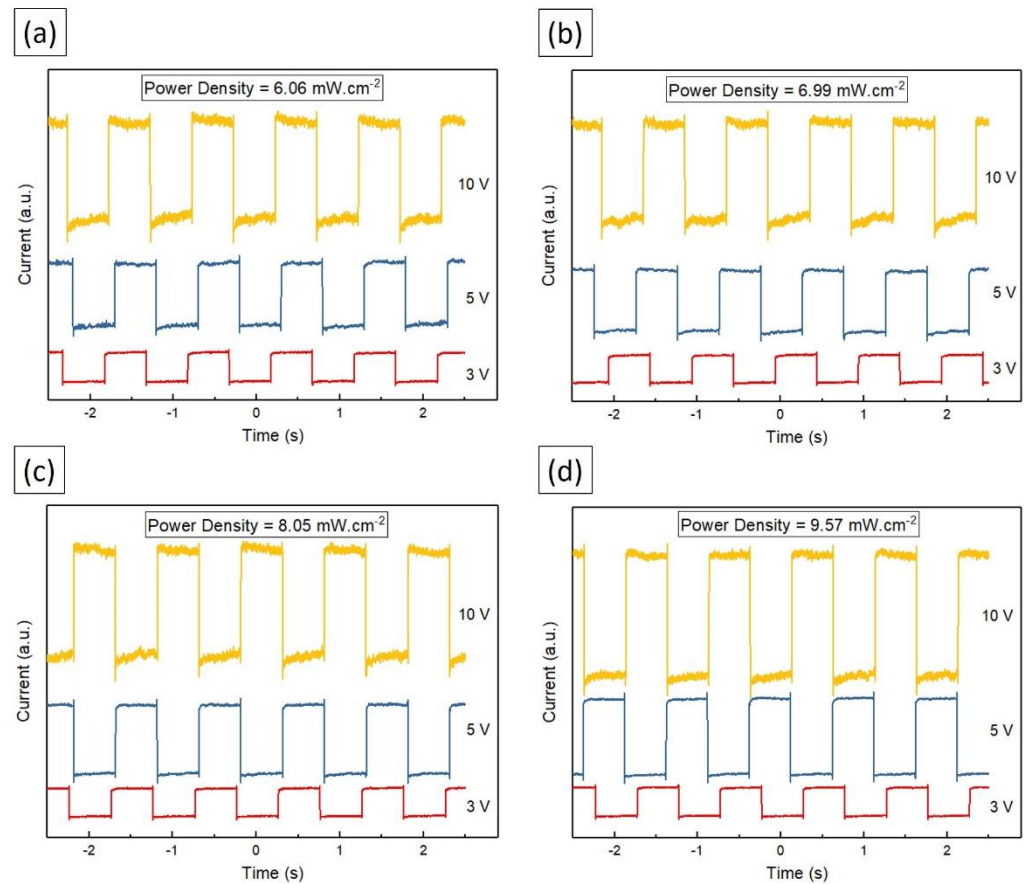 (a)
Power Density = 6.06 mW.cm⁻²
10 V
5 V
3 V
Current (a.u.)
-2 -1 0 1 2
Time (s)
(b)
Power Density = 6.99 mW.cm⁻²
10 V
5 V
3 V
Current (a.u.)
-2 -1 0 1 2
Time (s)
(c)
Power Density = 8.05 mW.cm⁻²
10 V
5 V
3 V
Current (a.u.)
-2 -1 0 1 2
Time (s)
(d)
Power Density = 9.57 mW.cm⁻²
10 V
5 V
3 V
Current (a.u.)
-2 -1 0 1 2
Time (s)